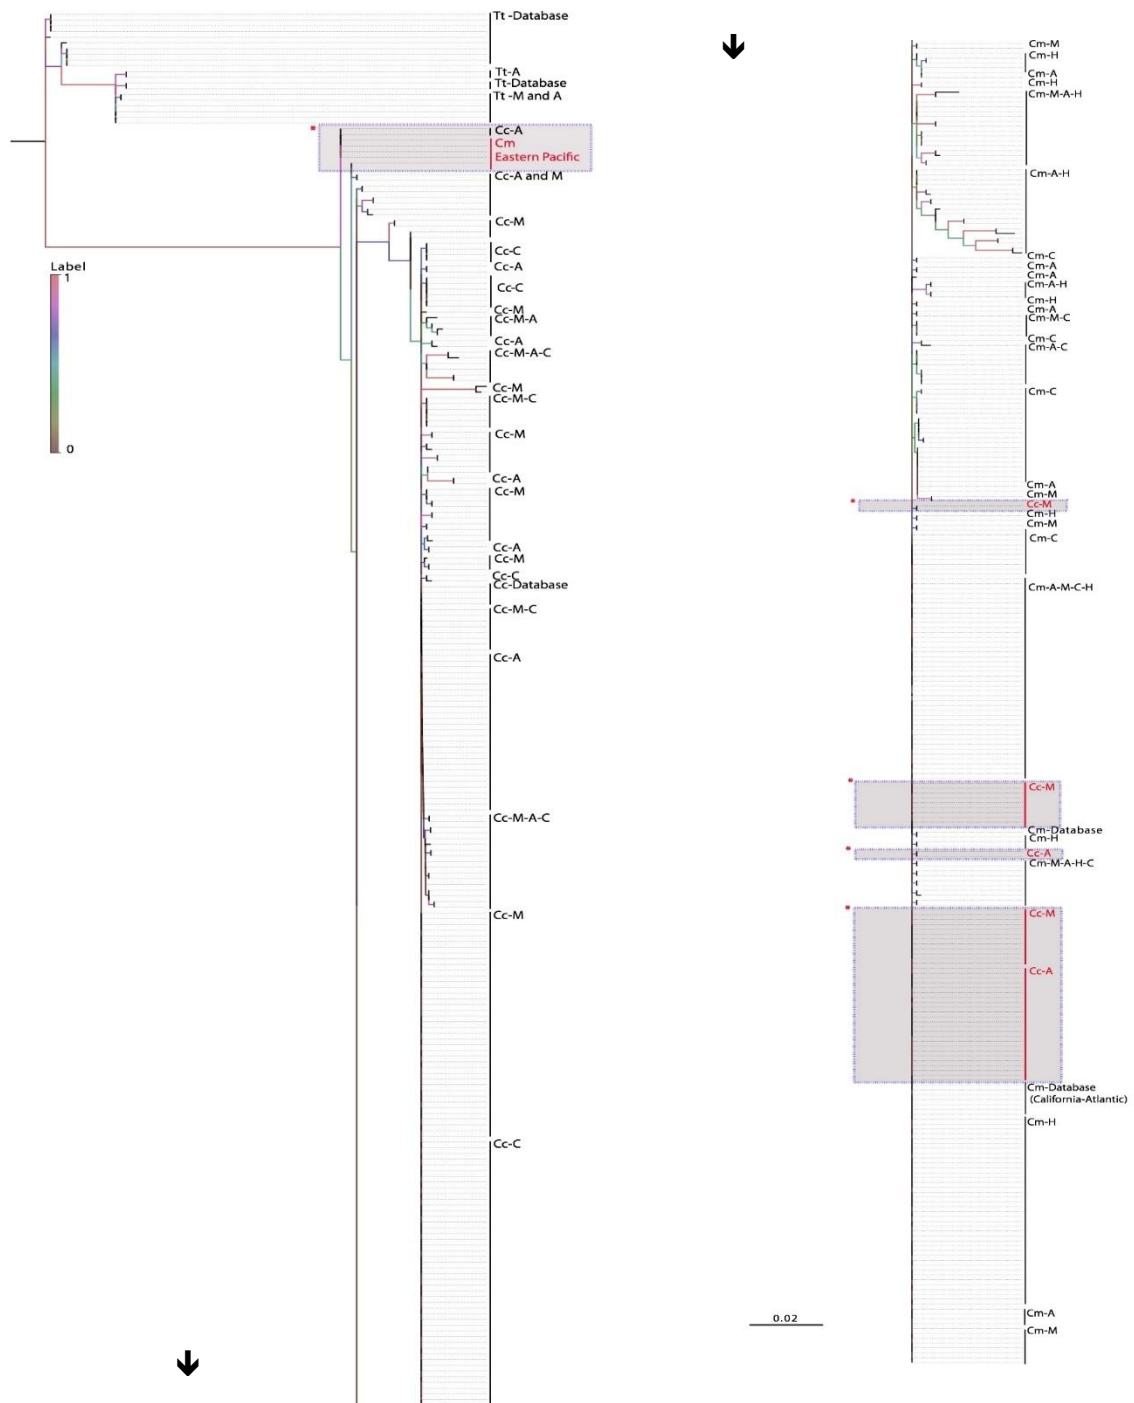 Tt -Database
Tt-A
Tt-Database
Tt -M and A
*
Cc-A
Cm
Eastern Pacific
Cc-A and M
Cc-M
Cc-C
Cc-A
Cc-C
Cc-M
Cc-M-A
Cc-A
Cc-M-A-C
Cc-M
Cc-M-C
Cc-M
Cc-A
Cc-M
Cc-A
Cc-M
Cc-C
Cc-Database
Cc-M-C
Cc-A
Cc-M-A-C
Cc-M
Cc-C
Label
1
0
Cm-M
Cm-H
Cm-A
Cm-H
Cm-M-A-H
Cm-A-H
Cm-C
Cm-A
Cm-A
Cm-A-H
Cm-H
Cm-A
Cm-M-C
Cm-C
Cm-A-C
Cm-C
Cm-A
Cm-M
*
Cc-M
Cm-H
Cm-M
Cm-C
Cm-A-M-C-H
*
Cc-M
Cm-Database
Cm-H
*
Cc-A
Cm-M-A-H-C
*
Cc-M
Cc-A
Cm-Database
(California-Atlantic)
Cm-H
Cm-A
Cm-M
0.02